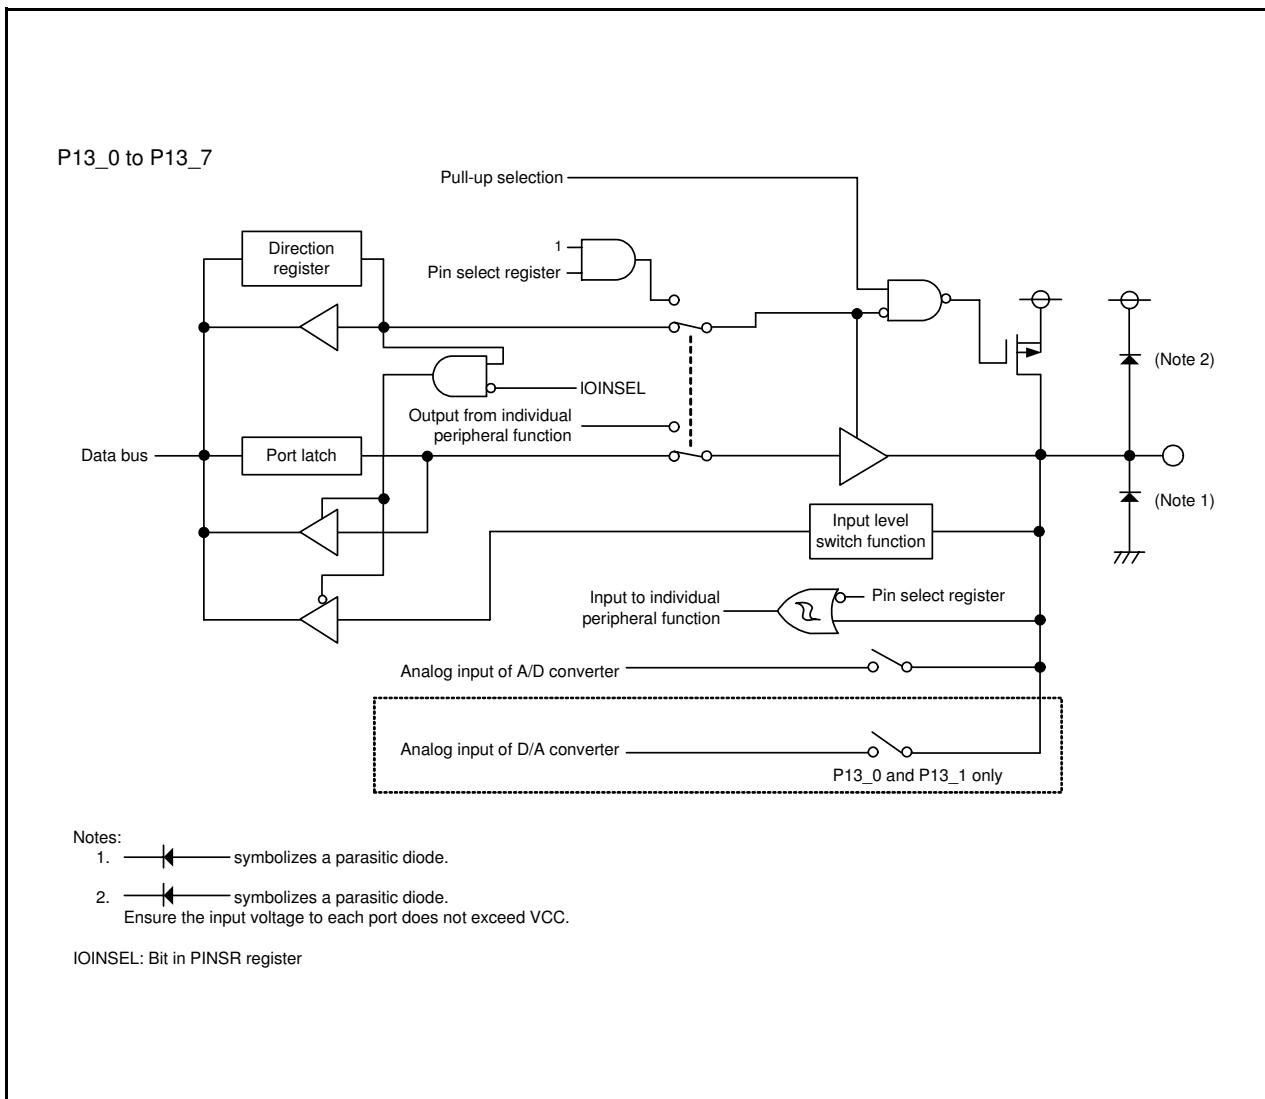 P13_0 to P13_7
Pull-up selection
Direction
register
1
Pin select register
IOINSEL
(Note 2)
Output from individual
peripheral function
Data bus
Port latch
(Note 1)
Input level
switch function
Input to individual
peripheral function
Pin select register
Analog input of A/D converter
Analog input of D/A converter
P13_0 and P13_1 only
Notes:
1. symbolizes a parasitic diode.
2. symbolizes a parasitic diode.
Ensure the input voltage to each port does not exceed VCC.
IOINSEL: Bit in PINSR register